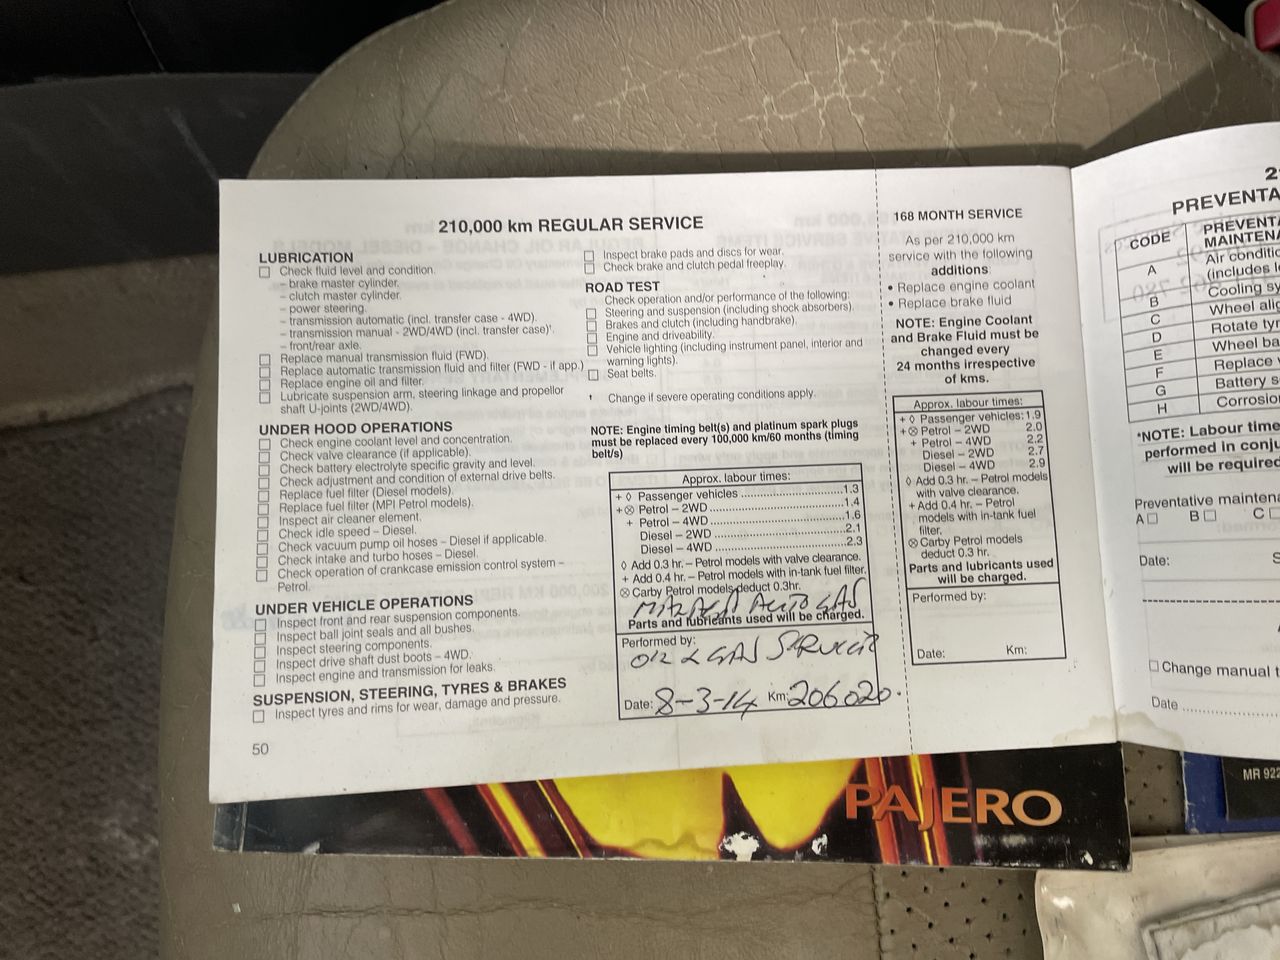 210,000 km REGULAR SERVICE
LUBRICATION
Check fluid level and condition.
– brake master cylinder.
– clutch master cylinder.
– power steering.
– transmission automatic (incl. transfer case - 4WD).
– transmission manual - 2WD/4WD (incl. transfer case)†.
– front/rear axle.
Replace manual transmission fluid (FWD).
Replace automatic transmission fluid and filter (FWD - if app.)
Replace engine oil and filter.
Lubricate suspension arm, steering linkage and propellor
shaft U-joints (2WD/4WD).
UNDER HOOD OPERATIONS
Check engine coolant level and concentration.
Check valve clearance (if applicable).
Check battery electrolyte specific gravity and level.
Check adjustment and condition of external drive belts.
Replace fuel filter (Diesel models).
Replace fuel filter (MPI Petrol models).
Inspect air cleaner element.
Check idle speed – Diesel.
Check vacuum pump oil hoses – Diesel if applicable.
Check intake and turbo hoses – Diesel.
Check operation of crankcase emission control system –
Petrol.
UNDER VEHICLE OPERATIONS
Inspect front and rear suspension components.
Inspect ball joint seals and all bushes.
Inspect steering components.
Inspect drive shaft dust boots – 4WD.
Inspect engine and transmission for leaks.
SUSPENSION, STEERING, TYRES & BRAKES
Inspect tyres and rims for wear, damage and pressure.
50
Inspect brake pads and discs for wear.
Check brake and clutch pedal freeplay.
ROAD TEST
Check operation and/or performance of the following:
Steering and suspension (including shock absorbers).
Brakes and clutch (including handbrake).
Engine and driveability.
Vehicle lighting (including instrument panel, interior and
warning lights).
Seat belts.
† Change if severe operating conditions apply.
NOTE: Engine timing belt(s) and platinum spark plugs
must be replaced every 100,000 km/60 months (timing
belt/s)
Approx. labour times:
+ ◊ Passenger vehicles ........................1.3
+⊗ Petrol – 2WD................................1.4
+ Petrol – 4WD................................1.6
Diesel – 2WD ...............................2.1
Diesel – 4WD ...............................2.3
◊ Add 0.3 hr. – Petrol models with valve clearance.
+ Add 0.4 hr. – Petrol models with in-tank fuel filter.
⊗ Carby Petrol models deduct 0.3hr.
AUTO GAS
Parts and lubricants used will be charged.
Performed by:
OIL & GAS SERVICE
Date: 8-3-14 Km: 206020.
168 MONTH SERVICE
As per 210,000 km
service with the following
additions
• Replace engine coolant
• Replace brake fluid
NOTE: Engine Coolant
and Brake Fluid must be
changed every
24 months irrespective
of kms.
Approx. labour times:
+ ◊ Passenger vehicles: 1.9
+⊗ Petrol – 2WD 2.0
+ Petrol – 4WD 2.2
Diesel – 2WD 2.7
Diesel – 4WD 2.9
◊ Add 0.3 hr. – Petrol models
with valve clearance.
+ Add 0.4 hr. – Petrol
models with in-tank fuel
filter.
⊗ Carby Petrol models
deduct 0.3 hr.
Parts and lubricants used
will be charged.
Performed by:
Date: Km:
2
PREVENTA
CODE PREVENTA
MAINTENA
A Air conditic
(includes l
B Cooling sy
C Wheel alig
D Rotate tyr
E Wheel ba
F Replace
G Battery s
H Corrosio
*NOTE: Labour time
performed in conju
will be required
Preventative maintena
A B C
Date: S
Change manual t
Date
PAJERO
MR 922